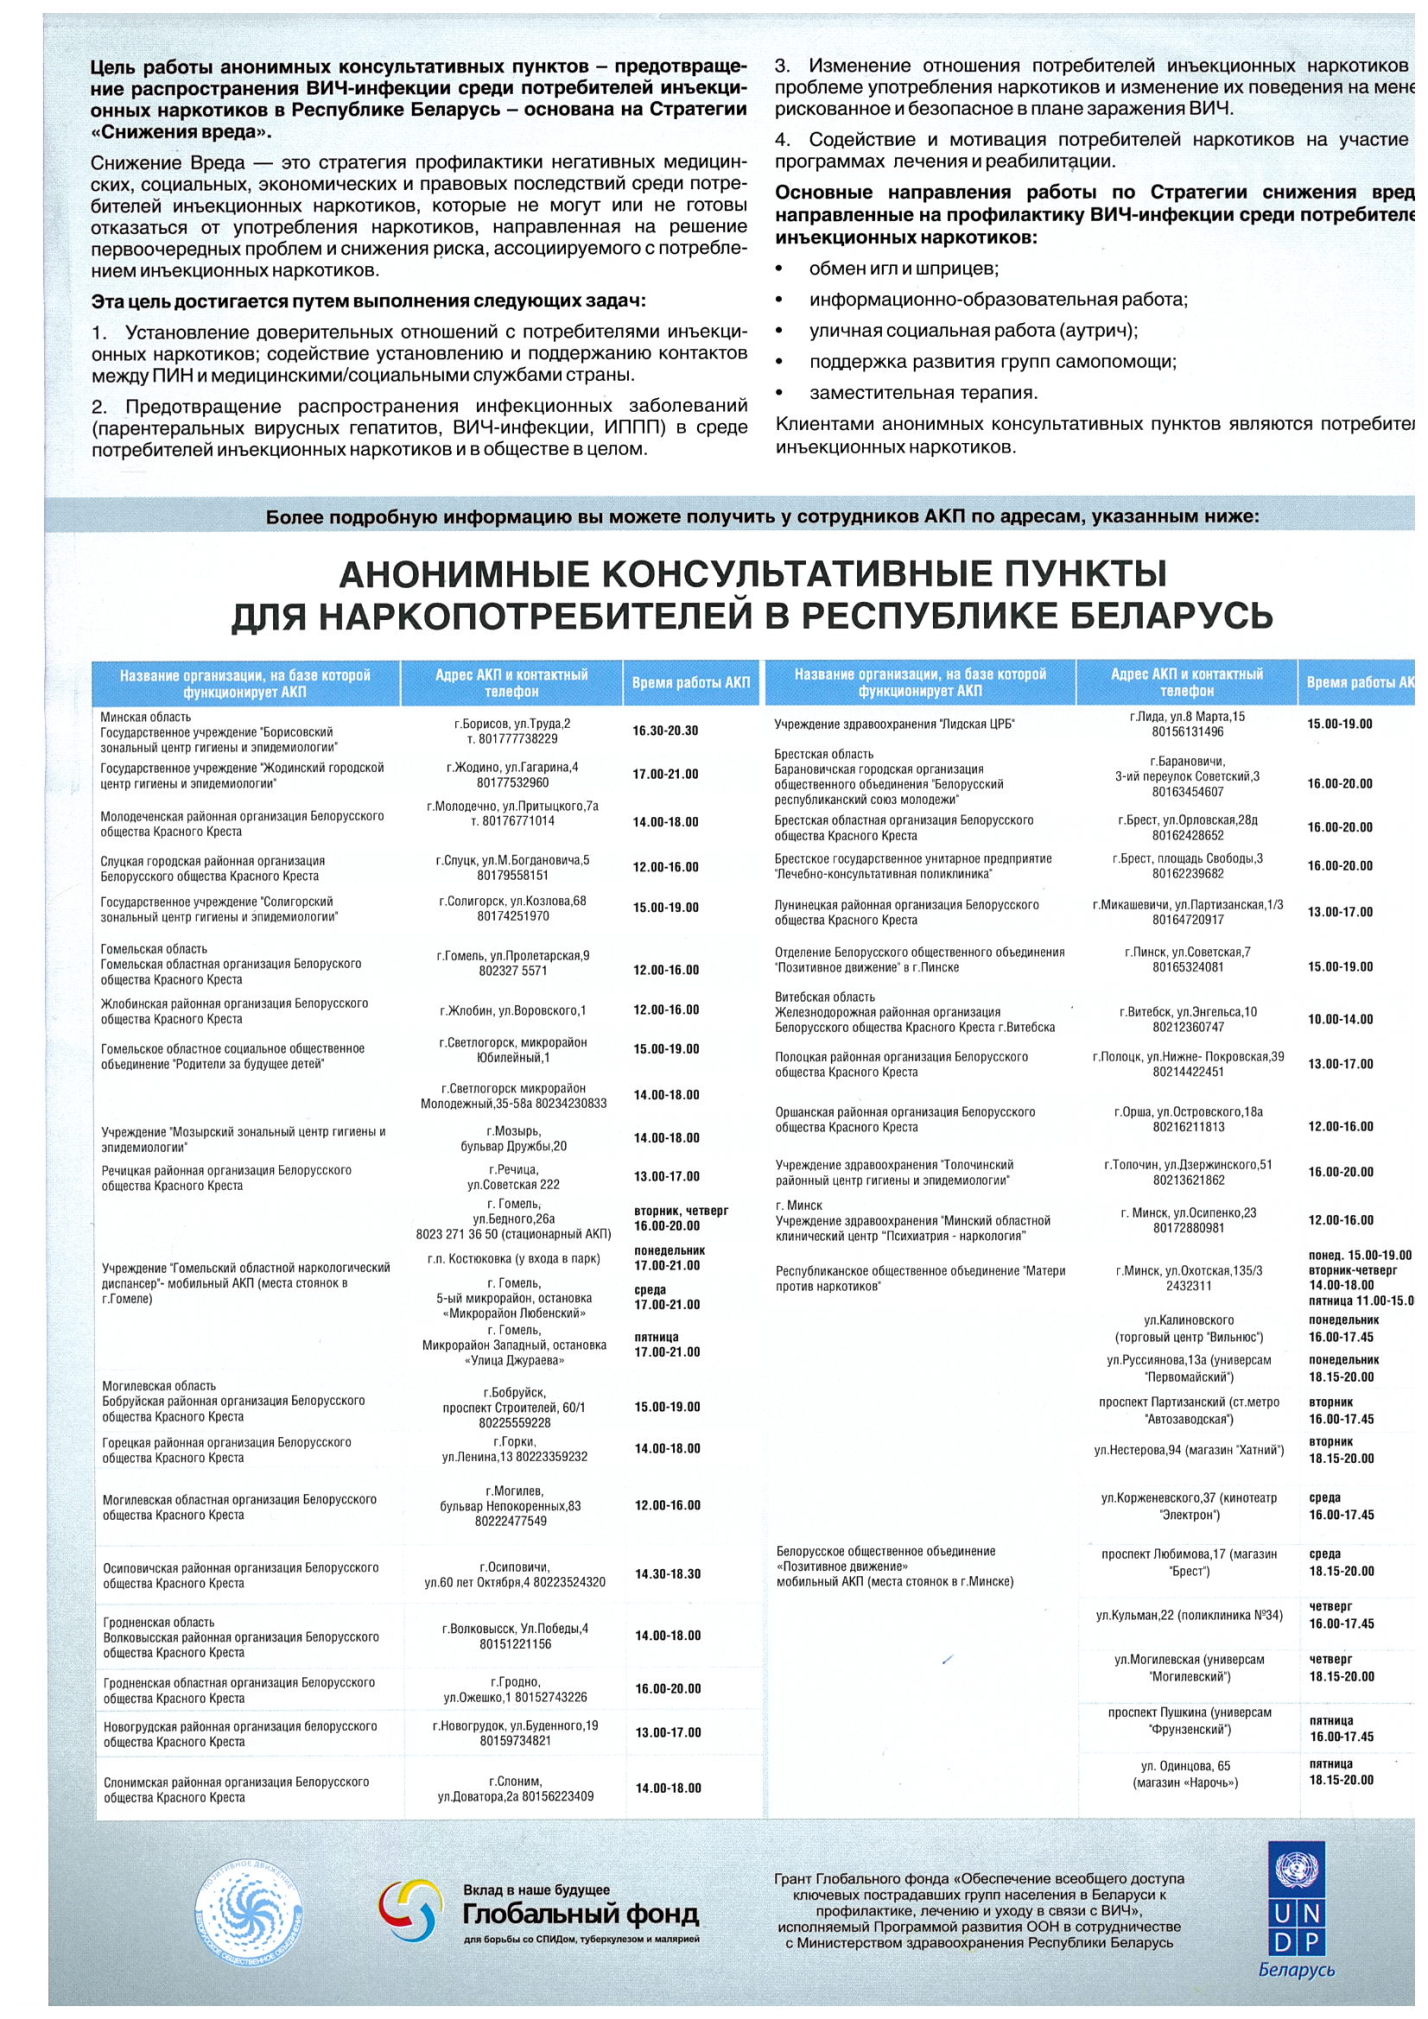 Цель работы анонимных консультативных пунктов – предотвраще-
ние распространения ВИЧ-инфекции среди потребителей инъекци-
онных наркотиков в Республике Беларусь – основана на Стратегии
«Снижения вреда».
Снижение Вреда — это стратегия профилактики негативных медицин-
ских, социальных, экономических и правовых последствий среди потре-
бителей инъекционных наркотиков, которые не могут или не готовы
отказаться от употребления наркотиков, направленная на решение
первоочередных проблем и снижения риска, ассоциируемого с потребле-
нием инъекционных наркотиков.
Эта цель достигается путем выполнения следующих задач:
1. Установление доверительных отношений с потребителями инъекци-
онных наркотиков; содействие установлению и поддержанию контактов
между ПИН и медицинскими/социальными службами страны.
2. Предотвращение распространения инфекционных заболеваний
(парентеральных вирусных гепатитов, ВИЧ-инфекции, ИППП) в среде
потребителей инъекционных наркотиков и в обществе в целом.
3. Изменение отношения потребителей инъекционных наркотиков
проблеме употребления наркотиков и изменение их поведения на мене
рискованное и безопасное в плане заражения ВИЧ.
4. Содействие и мотивация потребителей наркотиков на участие
программах лечения и реабилитации.
Основные направления работы по Стратегии снижения вред
направленные на профилактику ВИЧ-инфекции среди потребителе
инъекционных наркотиков:
• обмен игл и шприцев;
• информационно-образовательная работа;
• уличная социальная работа (аутрич);
• поддержка развития групп самопомощи;
• заместительная терапия.
Клиентами анонимных консультативных пунктов являются потребител
инъекционных наркотиков.
Более подробную информацию вы можете получить у сотрудников АКП по адресам, указанным ниже:
АНОНИМНЫЕ КОНСУЛЬТАТИВНЫЕ ПУНКТЫ
ДЛЯ НАРКОПОТРЕБИТЕЛЕЙ В РЕСПУБЛИКЕ БЕЛАРУСЬ
Название организации, на базе которой
функционирует АКП
Адрес АКП и контактный
телефон
Время работы АКП
Минская область
Государственное учреждение "Борисовский
зональный центр гигиены и эпидемиологии"
г.Борисов, ул.Труда,2
т. 801777738229
16.30-20.30
Государственное учреждение "Жодинский городской
центр гигиены и эпидемиологии"
г.Жодино, ул.Гагарина,4
80177532960
17.00-21.00
Молодеченская районная организация Белорусского
общества Красного Креста
г.Молодечно, ул.Притыцкого,7а
т. 80176771014
14.00-18.00
Слуцкая городская районная организация
Белорусского общества Красного Креста
г.Слуцк, ул.М.Богдановича,5
80179558151
12.00-16.00
Государственное учреждение "Солигорский
зональный центр гигиены и эпидемиологии"
г.Солигорск, ул.Козлова,68
80174251970
15.00-19.00
Гомельская область
Гомельская областная организация Белоруского
общества Красного Креста
г.Гомель, ул.Пролетарская,9
802327 5571
12.00-16.00
Жлобинская районная организация Белорусского
общества Красного Креста
г.Жлобин, ул.Воровского,1
12.00-16.00
Гомельское областное социальное общественное
объединение "Родители за будущее детей"
г.Светлогорск, микрорайон
Юбилейный,1
15.00-19.00
г.Светлогорск микрорайон
Молодежный,35-58а 80234230833
14.00-18.00
Учреждение "Мозырский зональный центр гигиены и
эпидемиологии"
г.Мозырь,
бульвар Дружбы,20
14.00-18.00
Речицкая районная организация Белорусского
общества Красного Креста
г.Речица,
ул.Советская 222
13.00-17.00
Учреждение "Гомельский областной наркологический
диспансер"- мобильный АКП (места стоянок в
г.Гомеле)
г. Гомель,
ул.Бедного,26а
8023 271 36 50 (стационарный АКП)
вторник, четверг
16.00-20.00
г.п. Костюковка (у входа в парк)
понедельник
17.00-21.00
г. Гомель,
5-ый микрорайон, остановка
«Микрорайон Любенский»
среда
17.00-21.00
г. Гомель,
Микрорайон Западный, остановка
«Улица Джураева»
пятница
17.00-21.00
Могилевская область
Бобруйская районная организация Белорусского
общества Красного Креста
г.Бобруйск,
проспект Строителей, 60/1
80225559228
15.00-19.00
Горецкая районная организация Белорусского
общества Красного Креста
г.Горки,
ул.Ленина,13 80223359232
14.00-18.00
Могилевская областная организация Белорусского
общества Красного Креста
г.Могилев,
бульвар Непокоренных,83
80222477549
12.00-16.00
Осиповичская районная организация Белорусского
общества Красного Креста
г.Осиповичи,
ул.60 лет Октября,4 80223524320
14.30-18.30
Гродненская область
Волковысская районная организация Белорусского
общества Красного Креста
г.Волковысск, Ул.Победы,4
80151221156
14.00-18.00
Гродненская областная организация Белорусского
общества Красного Креста
г.Гродно,
ул.Ожешко,1 80152743226
16.00-20.00
Новогрудская районная организация белорусского
общества Красного Креста
г.Новогрудок, ул.Буденного,19
80159734821
13.00-17.00
Слонимская районная организация Белорусского
общества Красного Креста
г.Слоним,
ул.Доватора,2а 80156223409
14.00-18.00
Название организации, на базе которой
функционирует АКП
Адрес АКП и контактный
телефон
Время работы АК
Учреждение здравоохранения "Лидская ЦРБ"
г.Лида, ул.8 Марта,15
80156131496
15.00-19.00
Брестская область
Барановичская городская организация
общественного объединения "Белорусский
республиканский союз молодежи"
г.Барановичи,
3-ий переулок Советский,3
80163454607
16.00-20.00
Брестская областная организация Белорусского
общества Красного Креста
г.Брест, ул.Орловская,28д
80162428652
16.00-20.00
Брестское государственное унитарное предприятие
"Лечебно-консультативная поликлиника"
г.Брест, площадь Свободы,3
80162239682
16.00-20.00
Лунинецкая районная организация Белорусского
общества Красного Креста
г.Микашевичи, ул.Партизанская,1/3
80164720917
13.00-17.00
Отделение Белорусского общественного объединения
"Позитивное движение" в г.Пинске
г.Пинск, ул.Советская,7
80165324081
15.00-19.00
Витебская область
Железнодорожная районная организация
Белорусского общества Красного Креста г.Витебска
г.Витебск, ул.Энгельса,10
80212360747
10.00-14.00
Полоцкая районная организация Белорусского
общества Красного Креста
г.Полоцк, ул.Нижне- Покровская,39
80214422451
13.00-17.00
Оршанская районная организация Белорусского
общества Красного Креста
г.Орша, ул.Островского,18а
80216211813
12.00-16.00
Учреждение здравоохранения "Толочинский
районный центр гигиены и эпидемиологии"
г.Толочин, ул.Дзержинского,51
80213621862
16.00-20.00
г. Минск
Учреждение здравоохранения "Минский областной
клинический центр "Психиатрия - наркология"
г. Минск, ул.Осипенко,23
80172880981
12.00-16.00
Республиканское общественное объединение "Матери
против наркотиков"
г.Минск, ул.Охотская,135/3
2432311
понед. 15.00-19.00
вторник-четверг
14.00-18.00
пятница 11.00-15.0
Белорусское общественное объединение
«Позитивное движение»
мобильный АКП (места стоянок в г.Минске)
ул.Калиновского
(торговый центр "Вильнюс")
понедельник
16.00-17.45
ул.Руссиянова,13а (универсам
"Первомайский")
понедельник
18.15-20.00
проспект Партизанский (ст.метро
"Автозаводская")
вторник
16.00-17.45
ул.Нестерова,94 (магазин "Хатний")
вторник
18.15-20.00
ул.Корженевского,37 (кинотеатр
"Электрон")
среда
16.00-17.45
проспект Любимова,17 (магазин
"Брест")
среда
18.15-20.00
ул.Кульман,22 (поликлиника №34)
четверг
16.00-17.45
ул.Могилевская (универсам
"Могилевский")
четверг
18.15-20.00
проспект Пушкина (универсам
"Фрунзенский")
пятница
16.00-17.45
ул. Одинцова, 65
(магазин «Нарочь»)
пятница
18.15-20.00
ПОЗИТИВНОЕ ДВИЖЕНИЕ
БЕЛОРУССКОЕ ОБЩЕСТВЕННОЕ ОБЪЕДИНЕНИЕ
Вклад в наше будущее
Глобальный фонд
для борьбы со СПИДом, туберкулезом и малярией
Грант Глобального фонда «Обеспечение всеобщего доступа
ключевых пострадавших групп населения в Беларуси к
профилактике, лечению и уходу в связи с ВИЧ»,
исполняемый Программой развития ООН в сотрудничестве
с Министерством здравоохранения Республики Беларусь
U N
D P
Беларусь